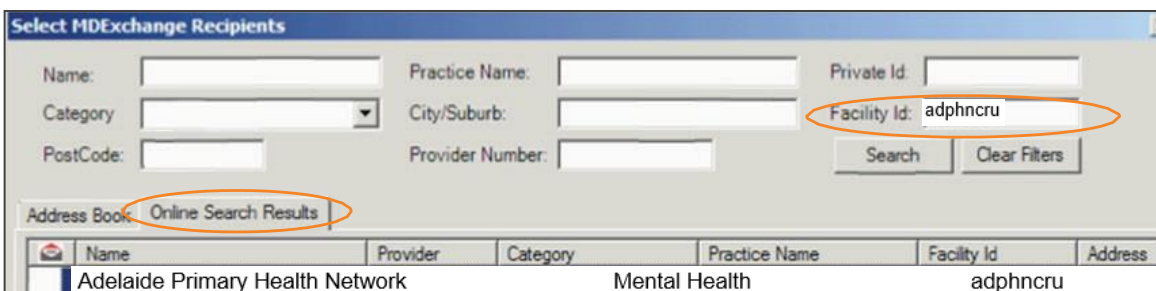 Select MDExchange Recipients
Name: Practice Name: Private Id:
Category City/Suburb: Facility Id: adphncru
PostCode: Provider Number: Search Clear Filters
Address Book Online Search Results
Name Provider Category Practice Name Facility Id Address
Adelaide Primary Health Network Mental Health adphncru